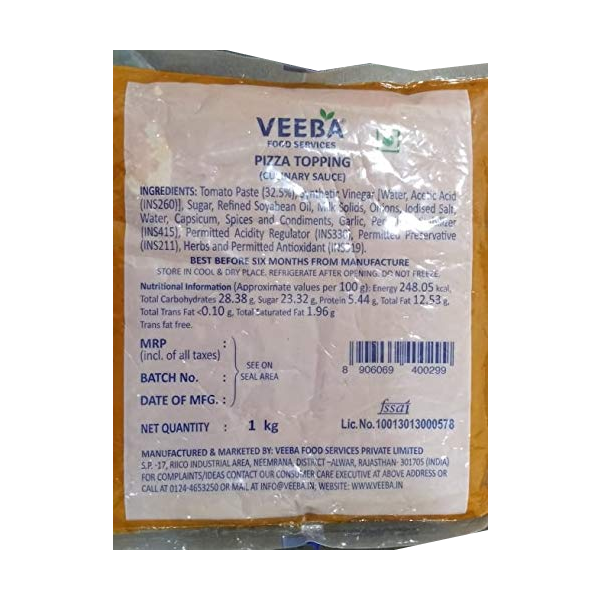 VEEBA
FOOD SERVICES
PIZZA TOPPING
(CULINARY SAUCE)
INGREDIENTS: Tomato Paste (32.5%), Synthetic Vinegar [Water, Acetic Acid
(INS260)], Sugar, Refined Soyabean Oil, Milk Solids, Onions, Iodised Salt,
Water, Capsicum, Spices and Condiments, Garlic,
(INS415), Permitted Acidity Regulator (INS330), Permitted Preservative
(INS211), Herbs and Permitted Antioxidant (INS319).
BEST BEFORE SIX MONTHS FROM MANUFACTURE
STORE IN COOL & DRY PLACE. REFRIGERATE AFTER OPENING. DO NOT FREEZE.
Nutritional Information (Approximate values per 100 g): Energy 248.05 kcal,
Total Carbohydrates 28.38 g, Sugar 23.32 g, Protein 5.44 g, Total Fat 12.53 g,
Total Trans Fat <0.10 g, Total Saturated Fat 1.96 g
Trans fat free.
MRP :
(incl. of all taxes)
BATCH No. :
DATE OF MFG. :
SEE ON
SEAL AREA
NET QUANTITY : 1 kg
8 906069 400299
fssai
Lic.No.10013013000578
MANUFACTURED & MARKETED BY: VEEBA FOOD SERVICES PRIVATE LIMITED
S.P. -17, RIICO INDUSTRIAL AREA, NEEMRANA, DISTRICT –ALWAR, RAJASTHAN- 301705 (INDIA)
FOR COMPLAINTS/IDEAS CONTACT OUR CONSUMER CARE EXECUTIVE AT ABOVE ADDRESS OR
CALL AT 0124-4653250 OR MAIL AT INFO@VEEBA.IN, WEBSITE: WWW.VEEBA.IN